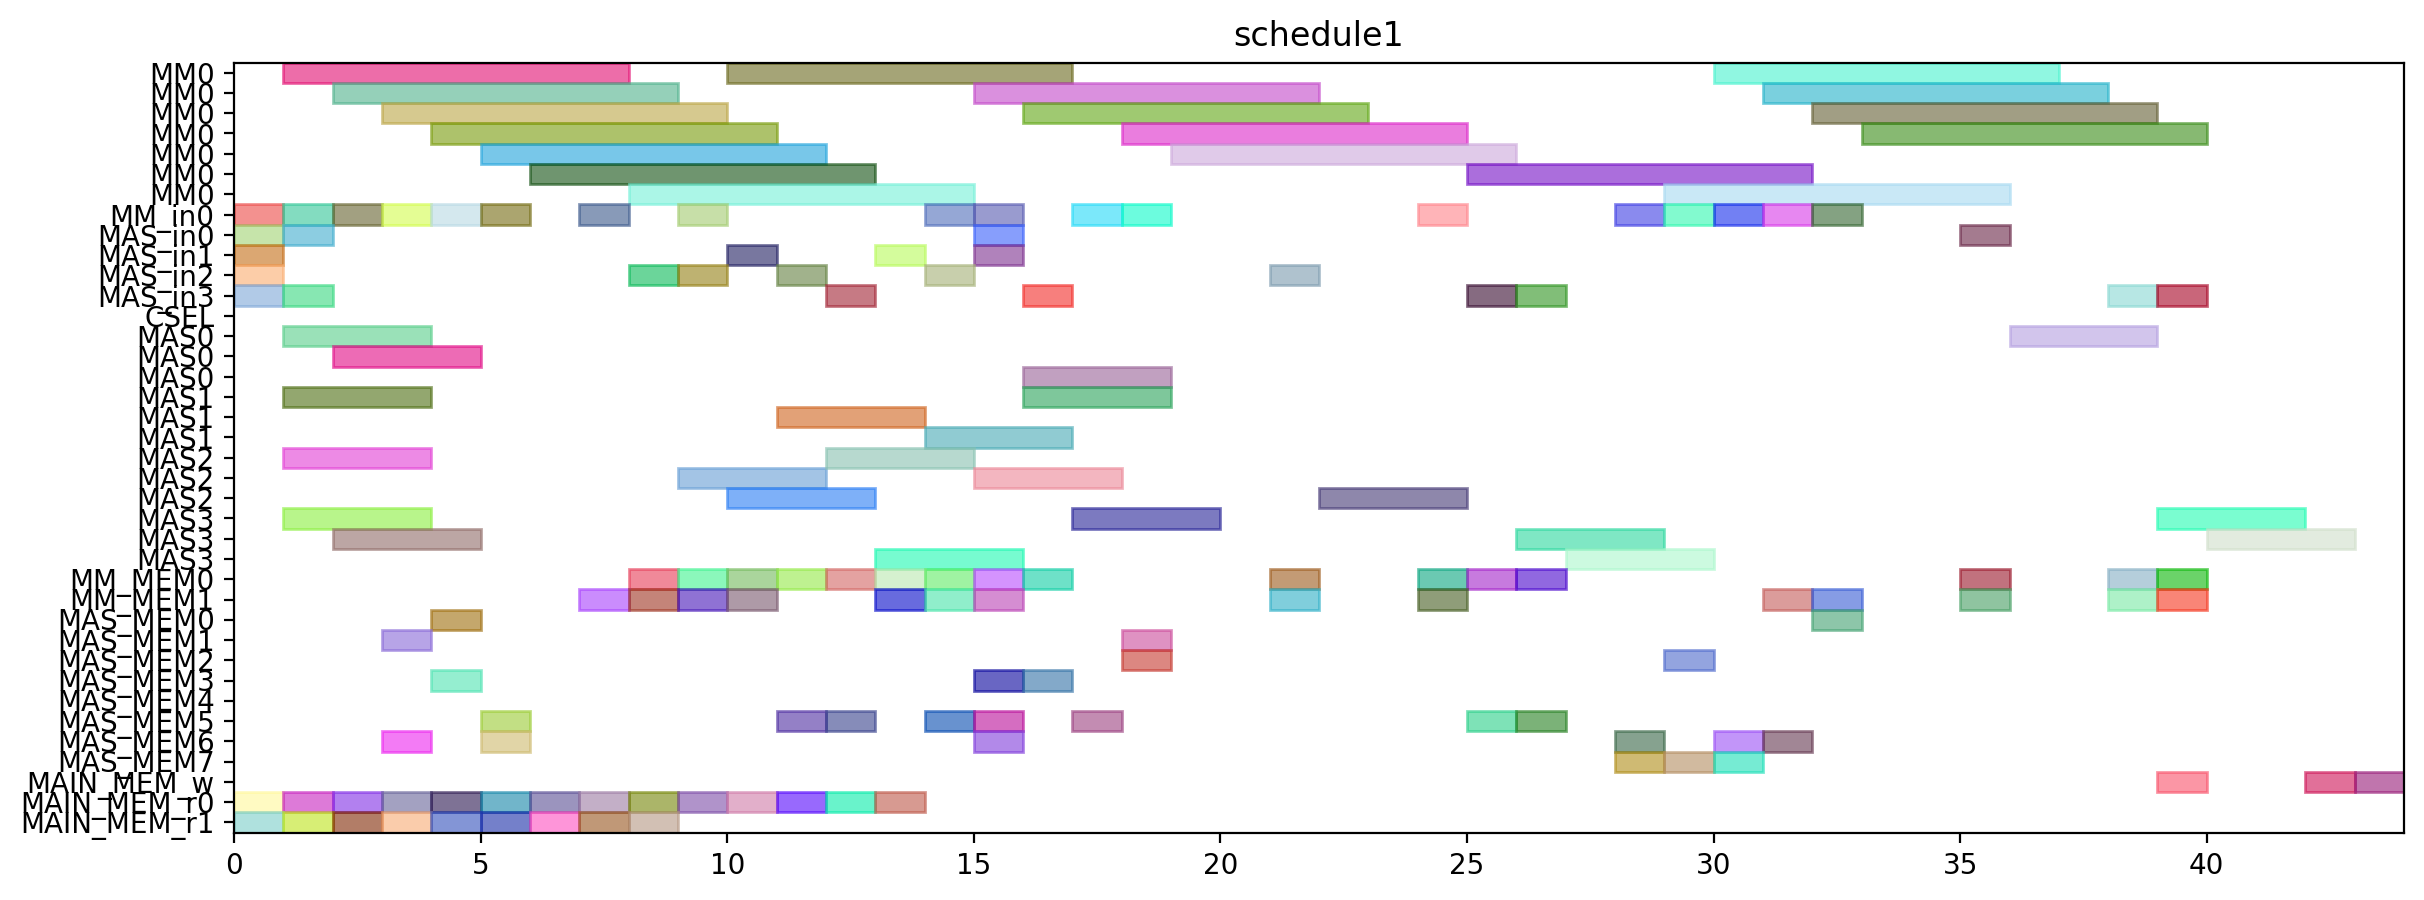 schedule1
MM0
MM0
MM0
MM0
MM0
MM0
MM0
MM_in0
MAS_in0
MAS_in1
MAS_in2
MAS_in3
CSEL
MAS0
MAS0
MAS0
MAS1
MAS1
MAS1
MAS2
MAS2
MAS2
MAS3
MAS3
MAS3
MM_MEM0
MM_MEM1
MAS_MEM0
MAS_MEM1
MAS_MEM2
MAS_MEM3
MAS_MEM4
MAS_MEM5
MAS_MEM6
MAS_MEM7
MAIN_MEM_w
MAIN_MEM_r0
MAIN_MEM_r1
0 5 10 15 20 25 30 35 40